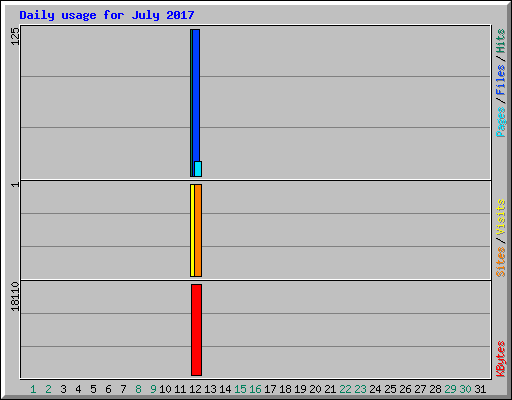 Daily usage for July 2017
125
Pages / Files / Hits
1
Sites / Visits
18110
KBytes
1 2 3 4 5 6 7 8 9 10 11 12 13 14 15 16 17 18 19 20 21 22 23 24 25 26 27 28 29 30 31